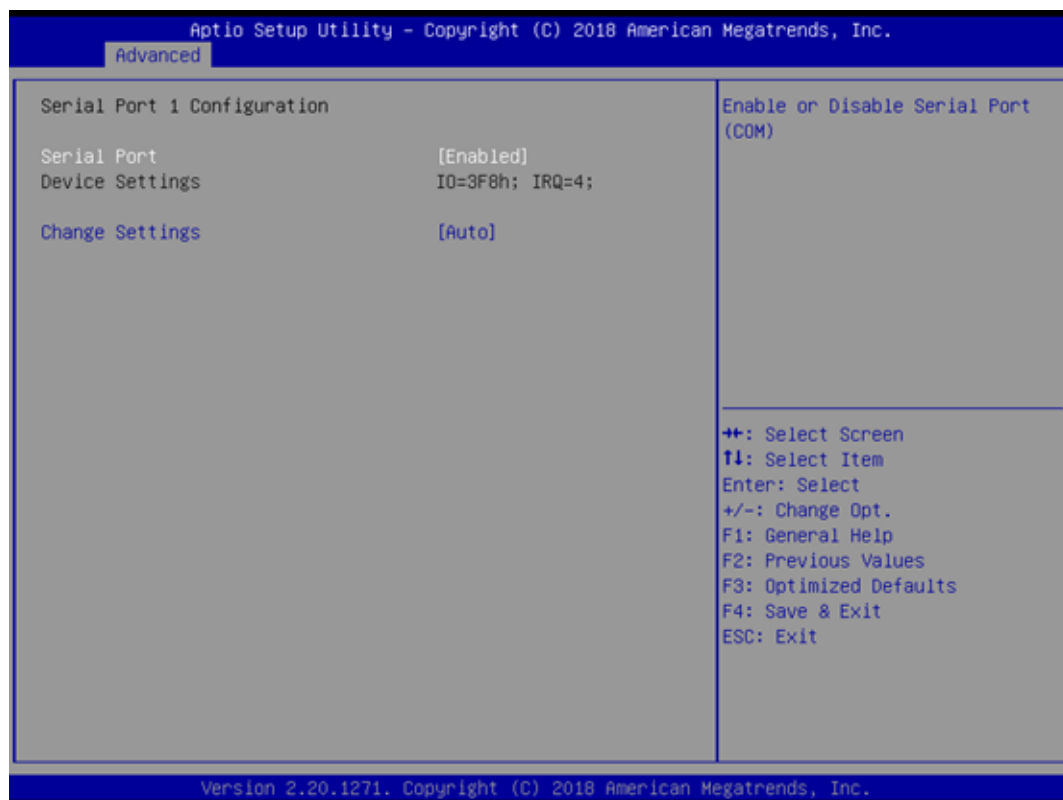 Aptio Setup Utility – Copyright (C) 2018 American Megatrends, Inc.
Advanced
Serial Port 1 Configuration
Serial Port [Enabled]
Device Settings IO=3F8h; IRQ=4;
Change Settings [Auto]
Enable or Disable Serial Port
(COM)
→←: Select Screen
↑↓: Select Item
Enter: Select
+/-: Change Opt.
F1: General Help
F2: Previous Values
F3: Optimized Defaults
F4: Save & Exit
ESC: Exit
Version 2.20.1271. Copyright (C) 2018 American Megatrends, Inc.